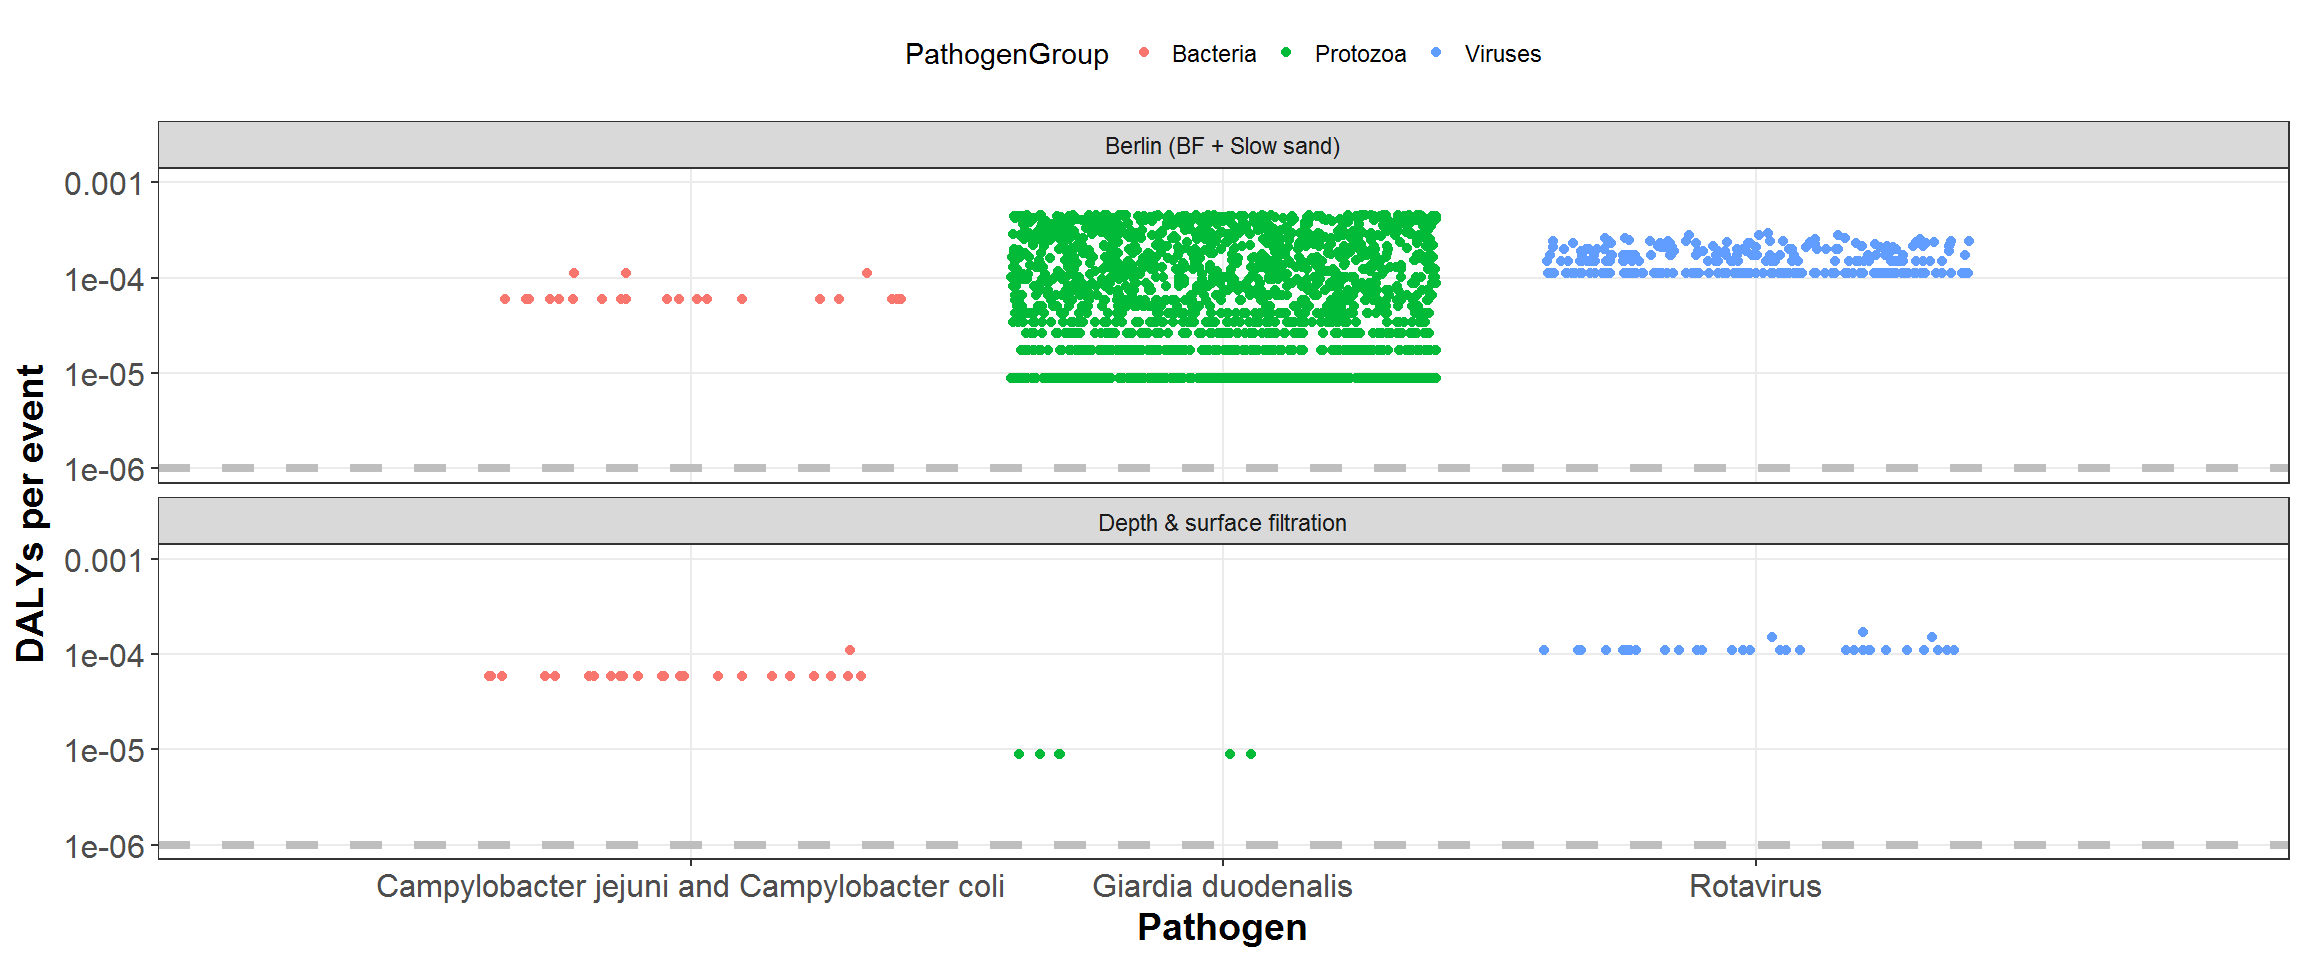 PathogenGroup Bacteria Protozoa Viruses
Berlin (BF + Slow sand)
0.001
1e-04
1e-05
1e-06
Depth & surface filtration
0.001
1e-04
1e-05
1e-06
DALYs per event
Campylobacter jejuni and Campylobacter coli Giardia duodenalis Rotavirus
Pathogen